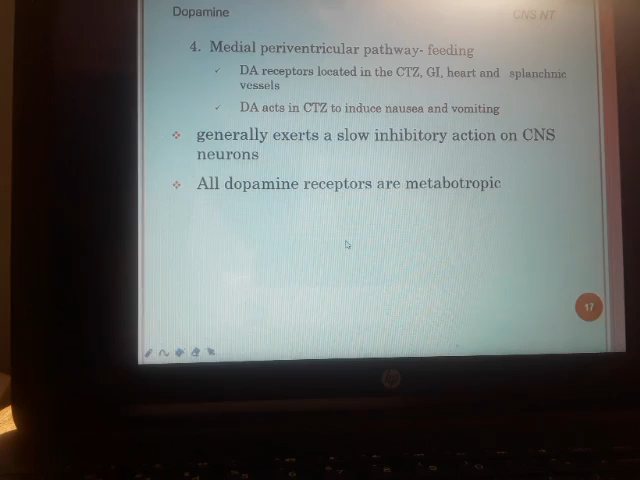 Dopamine CNS NT
4. Medial periventricular pathway- feeding
DA receptors located in the CTZ, GI, heart and splanchnic
vessels
DA acts in CTZ to induce nausea and vomiting
generally exerts a slow inhibitory action on CNS
neurons
All dopamine receptors are metabotropic
17
hp